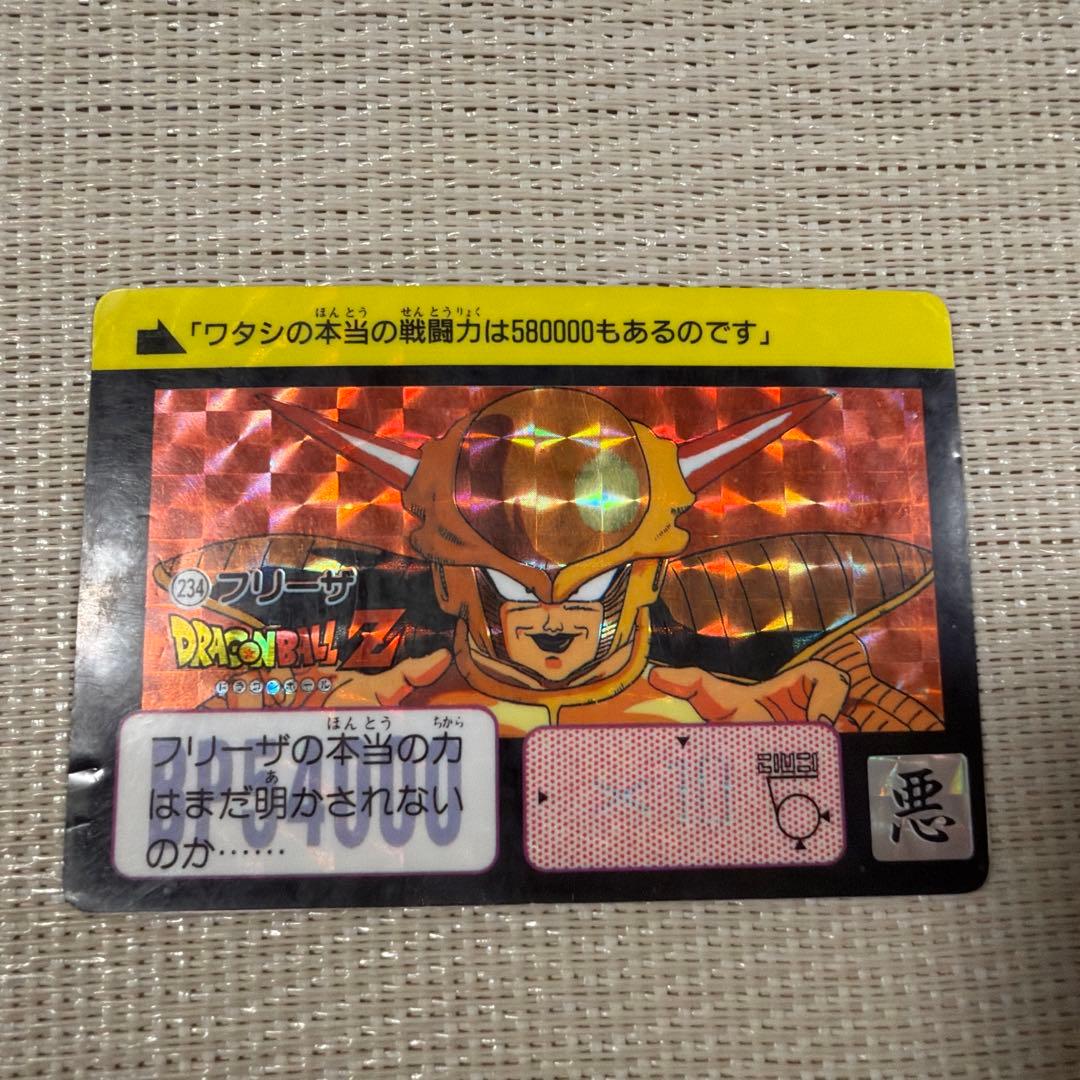 「ワタシの本当の戦闘力は580000もあるのです」
234 フリーザ
DRAGONBALL Z
ドラゴンボール
BP54000
フリーザの本当の力
はまだ明かされない
のか……
悪